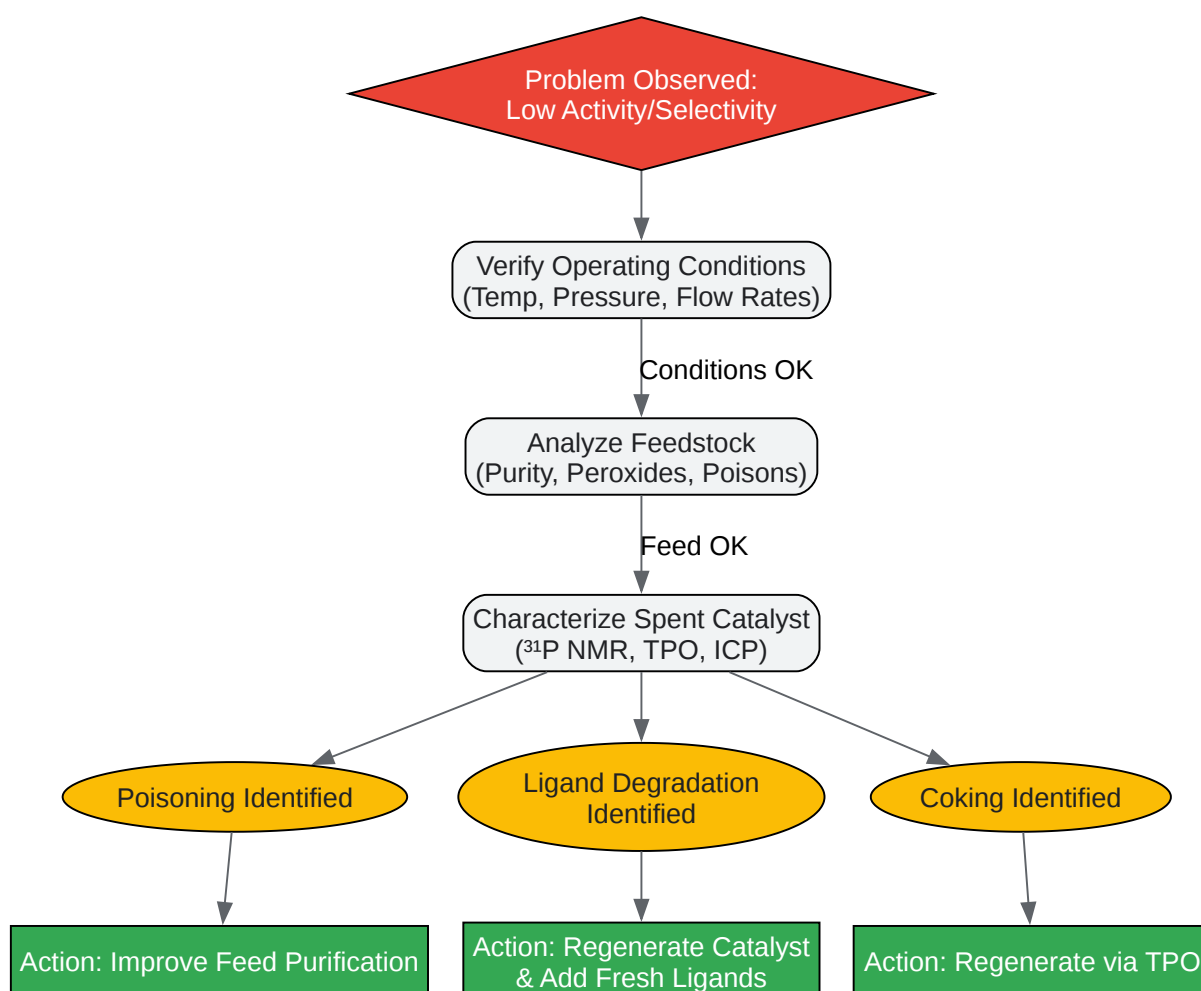 Problem Observed:
Low Activity/Selectivity
Verify Operating Conditions
(Temp, Pressure, Flow Rates)
Conditions OK
Analyze Feedstock
(Purity, Peroxides, Poisons)
Feed OK
Characterize Spent Catalyst
(³¹P NMR, TPO, ICP)
Poisoning Identified
Ligand Degradation
Identified
Coking Identified
Action: Improve Feed Purification
Action: Regenerate Catalyst
& Add Fresh Ligands
Action: Regenerate via TPO